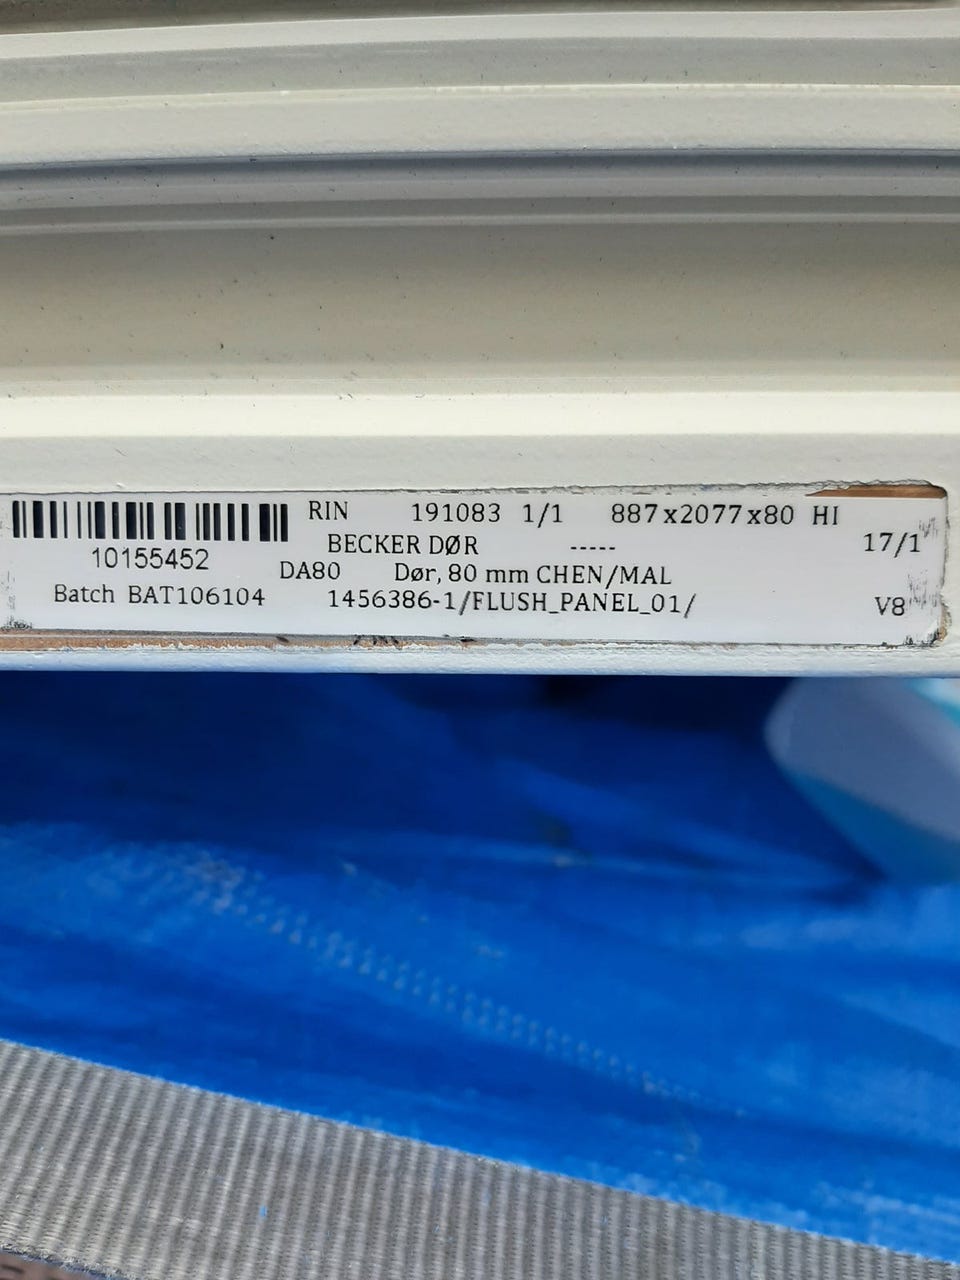 RIN 191083 1/1 887x2077x80 HI
BECKER DØR ----- 17/1
10155452 DA80 Dør, 80 mm CHEN/MAL
Batch BAT106104 1456386-1/FLUSH_PANEL_01/ V8